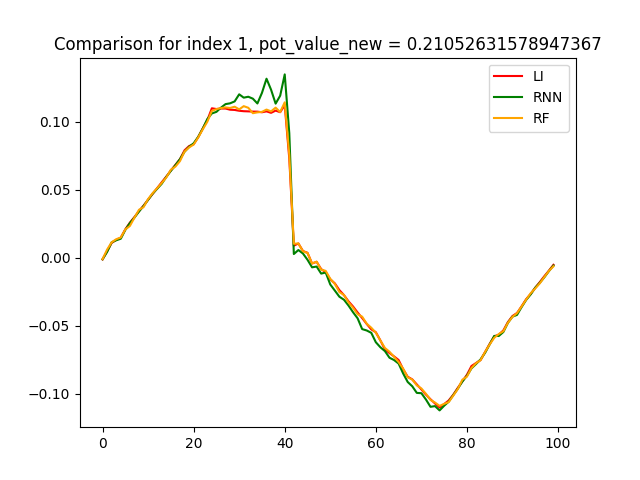 Comparison for index 1, pot_value_new = 0.21052631578947367
LI
RNN
RF
0.10
0.05
0.00
−0.05
−0.10
0 20 40 60 80 100